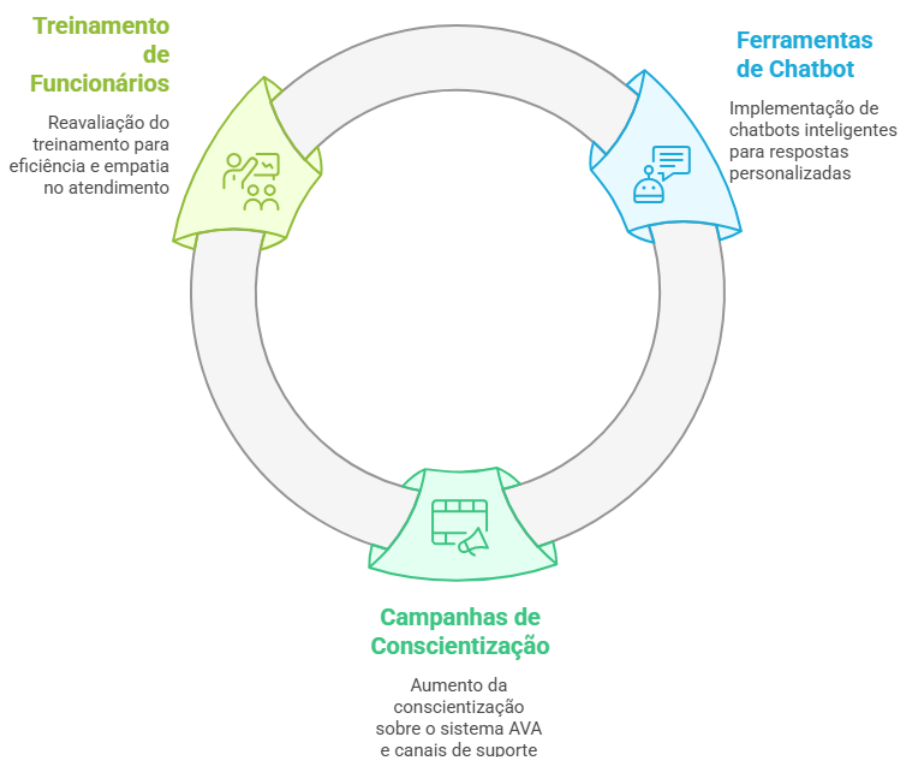 Treinamento
de
Funcionários
Reavaliação do
treinamento para
eficiência e empatia
no atendimento
Ferramentas
de Chatbot
Implementação de
chatbots inteligentes
para respostas
personalizadas
Campanhas de
Conscientização
Aumento da
conscientização
sobre o sistema AVA
e canais de suporte